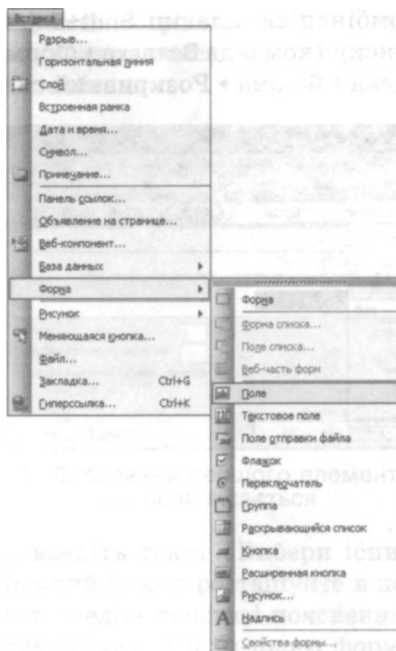 Вставка
Разрыв...
Горизонтальная линия
Слой
Встроенная рамка
Дата и время...
Символ...
Примечание...
Панель ссылок...
Объявление на странице...
Веб-компонент...
База данных
Форма
Рисунок
Меняющаяся кнопка...
Файл...
Закладка... Ctrl+G
Гиперссылка... Ctrl+K
Форма
Форма списка...
Поле списка...
Веб-часть форм
Поле
Текстовое поле
Поле отправки файла
Флажок
Переключатель
Группа
Раскрывающийся список
Кнопка
Расширенная кнопка
Рисунок...
Надпись
Свойства формы...